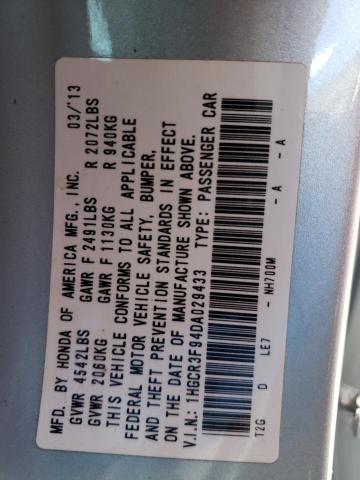 MFD. BY HONDA OF AMERICA MFG., INC. 03/'13
GVWR 4542LBS GAWR F 2491LBS R 2072LBS
GVWR 2060KG GAWR F 1130KG R 940KG
THIS VEHICLE CONFORMS TO ALL APPLICABLE
FEDERAL MOTOR VEHICLE SAFETY, BUMPER,
AND THEFT PREVENTION STANDARDS IN EFFECT
ON THE DATE OF MANUFACTURE SHOWN ABOVE.
V.I.N.: 1HGCR3F94DA029433 TYPE: PASSENGER CAR
T2G D LE7 - NH700M - A - A